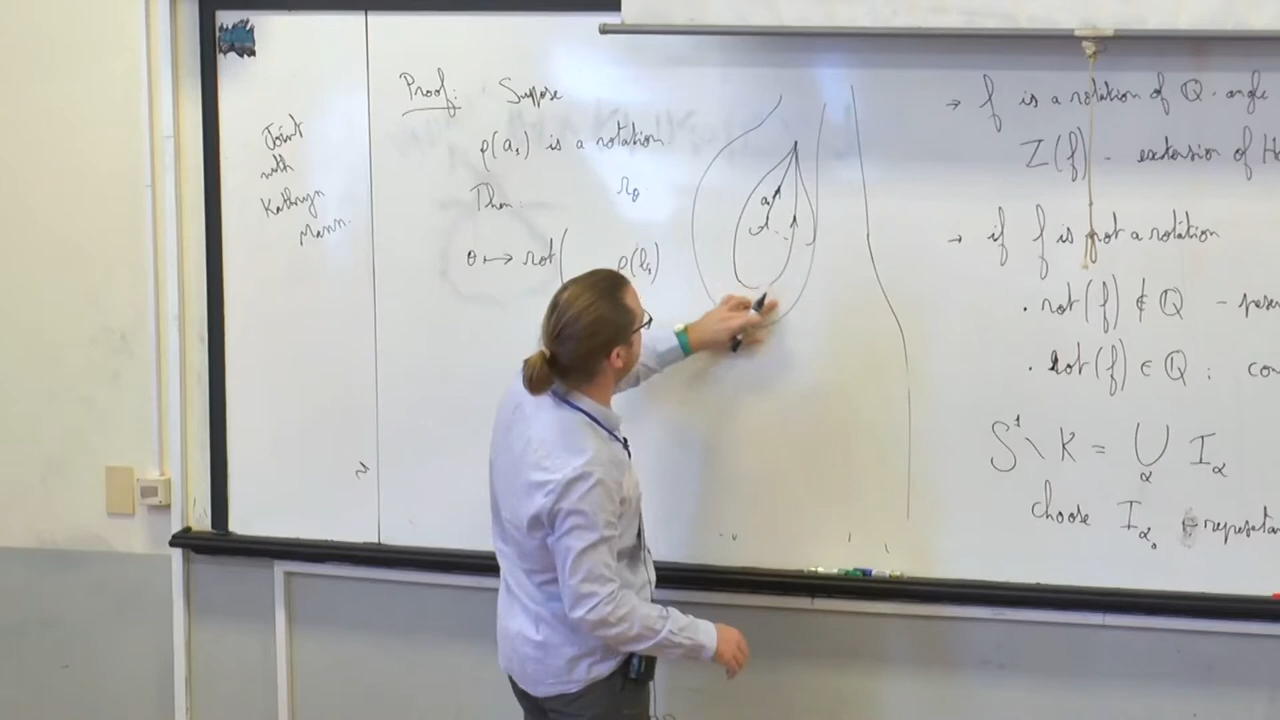 Joint
with
Kathryn
Mann.
Proof: Suppose
ρ(a₁) is a rotation.
Then: r_θ
θ ↦ rot( ρ(b₁)
→ f is a rotation of ℚ-angle
Z(f) - extension of
→ if f is not a rotation
· rot(f) ∉ ℚ -
· rot(f) ∈ ℚ :
S¹ \ K = ⋃_α I_α
choose I_α₀